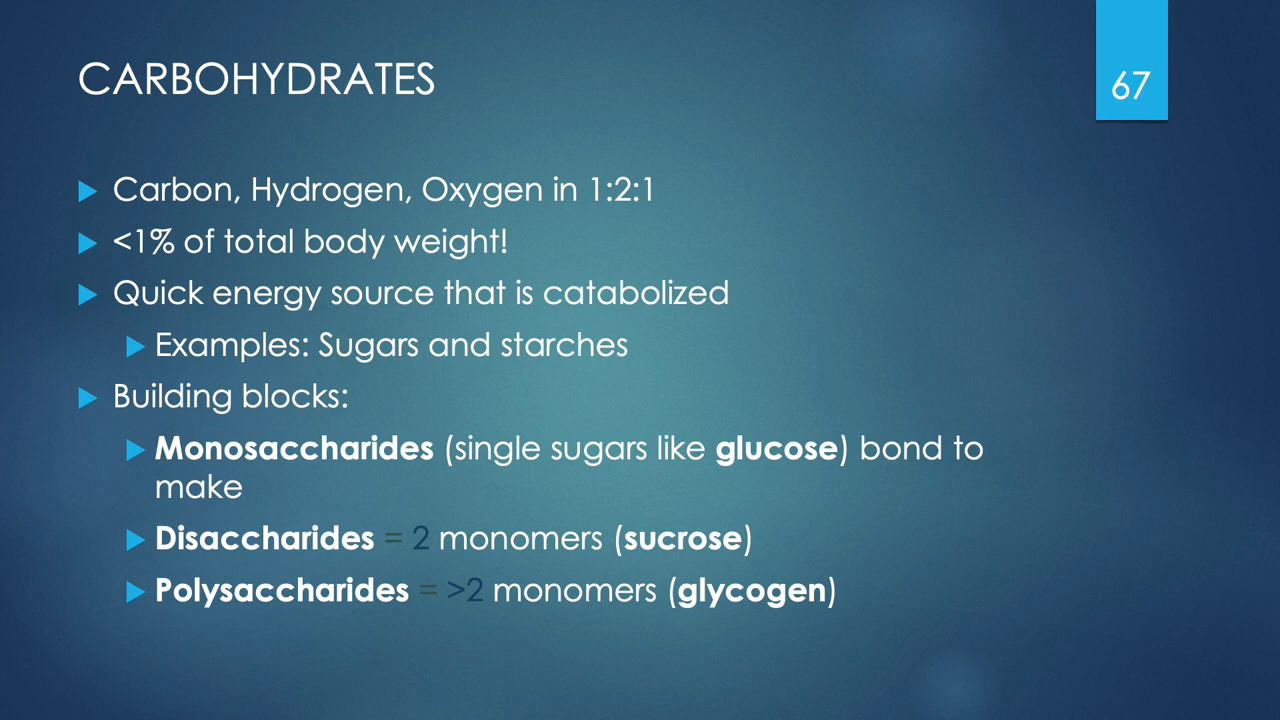 CARBOHYDRATES
67
Carbon, Hydrogen, Oxygen in 1:2:1
<1% of total body weight!
Quick energy source that is catabolized
Examples: Sugars and starches
Building blocks:
Monosaccharides (single sugars like glucose) bond to
make
Disaccharides = 2 monomers (sucrose)
Polysaccharides = >2 monomers (glycogen)